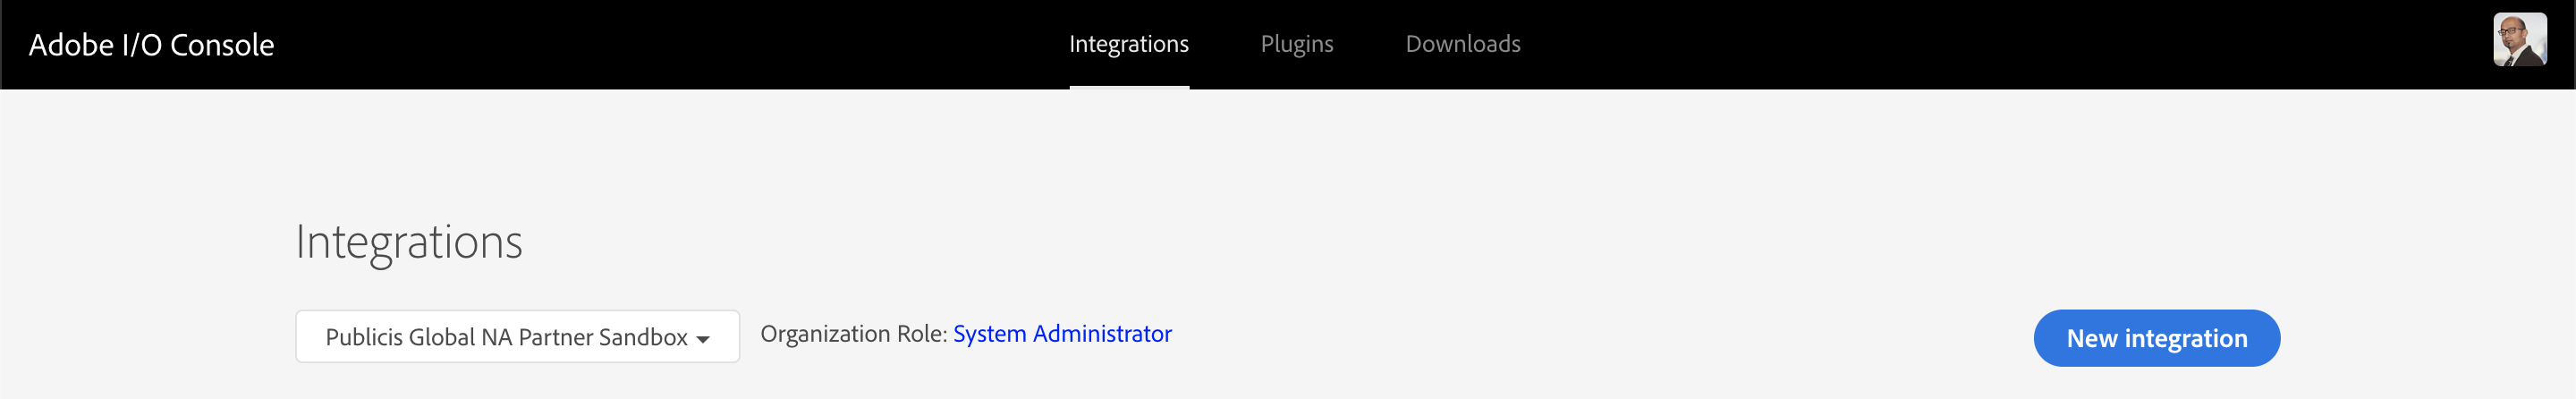 Adobe I/O Console
Integrations
Plugins
Downloads
Integrations
Publicis Global NA Partner Sandbox
Organization Role: System Administrator
New integration